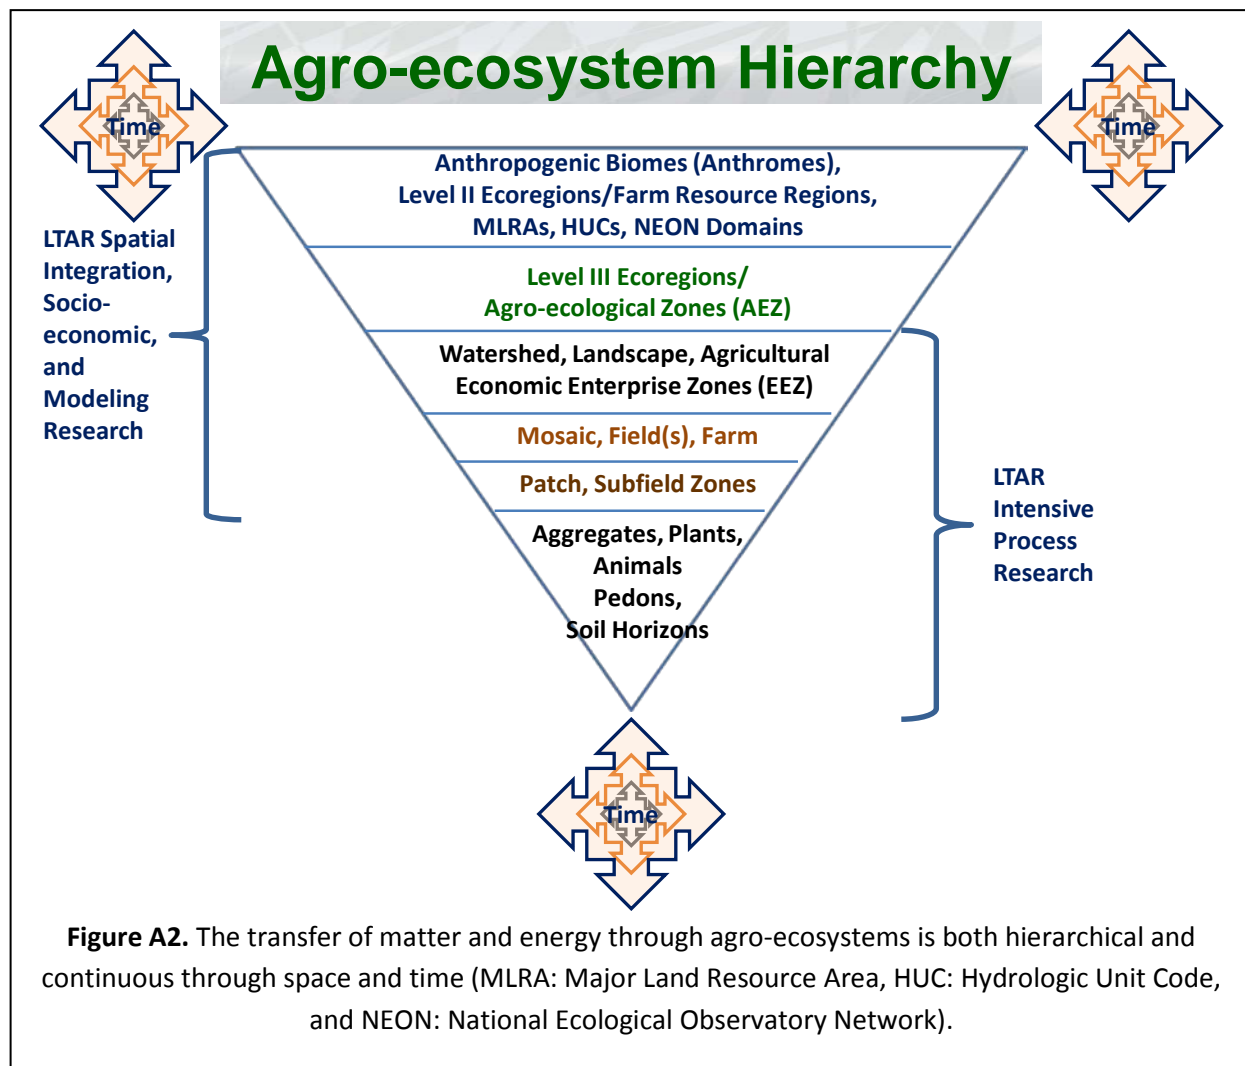 Agro-ecosystem Hierarchy
Time
Time
Anthropogenic Biomes (Anthromes),
Level II Ecoregions/Farm Resource Regions,
MLRAs, HUCs, NEON Domains
LTAR Spatial
Integration,
Socio-
economic,
and
Modeling
Research
Level III Ecoregions/
Agro-ecological Zones (AEZ)
Watershed, Landscape, Agricultural
Economic Enterprise Zones (EEZ)
Mosaic, Field(s), Farm
Patch, Subfield Zones
Aggregates, Plants,
Animals
Pedons,
Soil Horizons
LTAR
Intensive
Process
Research
Time
Figure A2. The transfer of matter and energy through agro-ecosystems is both hierarchical and
continuous through space and time (MLRA: Major Land Resource Area, HUC: Hydrologic Unit Code,
and NEON: National Ecological Observatory Network).